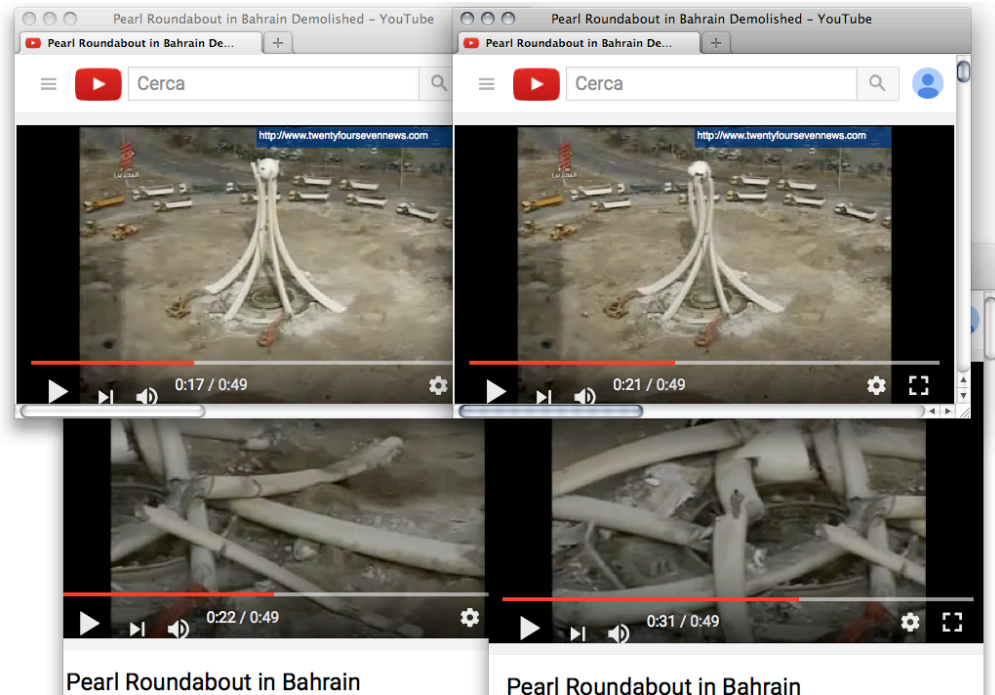 Pearl Roundabout in Bahrain Demolished – YouTube
Pearl Roundabout in Bahrain De...
Cerca
http://www.twentyfoursevennews.com
البحرين
0:17 / 0:49
Pearl Roundabout in Bahrain Demolished – YouTube
Pearl Roundabout in Bahrain De...
Cerca
http://www.twentyfoursevennews.com
البحرين
0:21 / 0:49
0:22 / 0:49
Pearl Roundabout in Bahrain
0:31 / 0:49
Pearl Roundabout in Bahrain